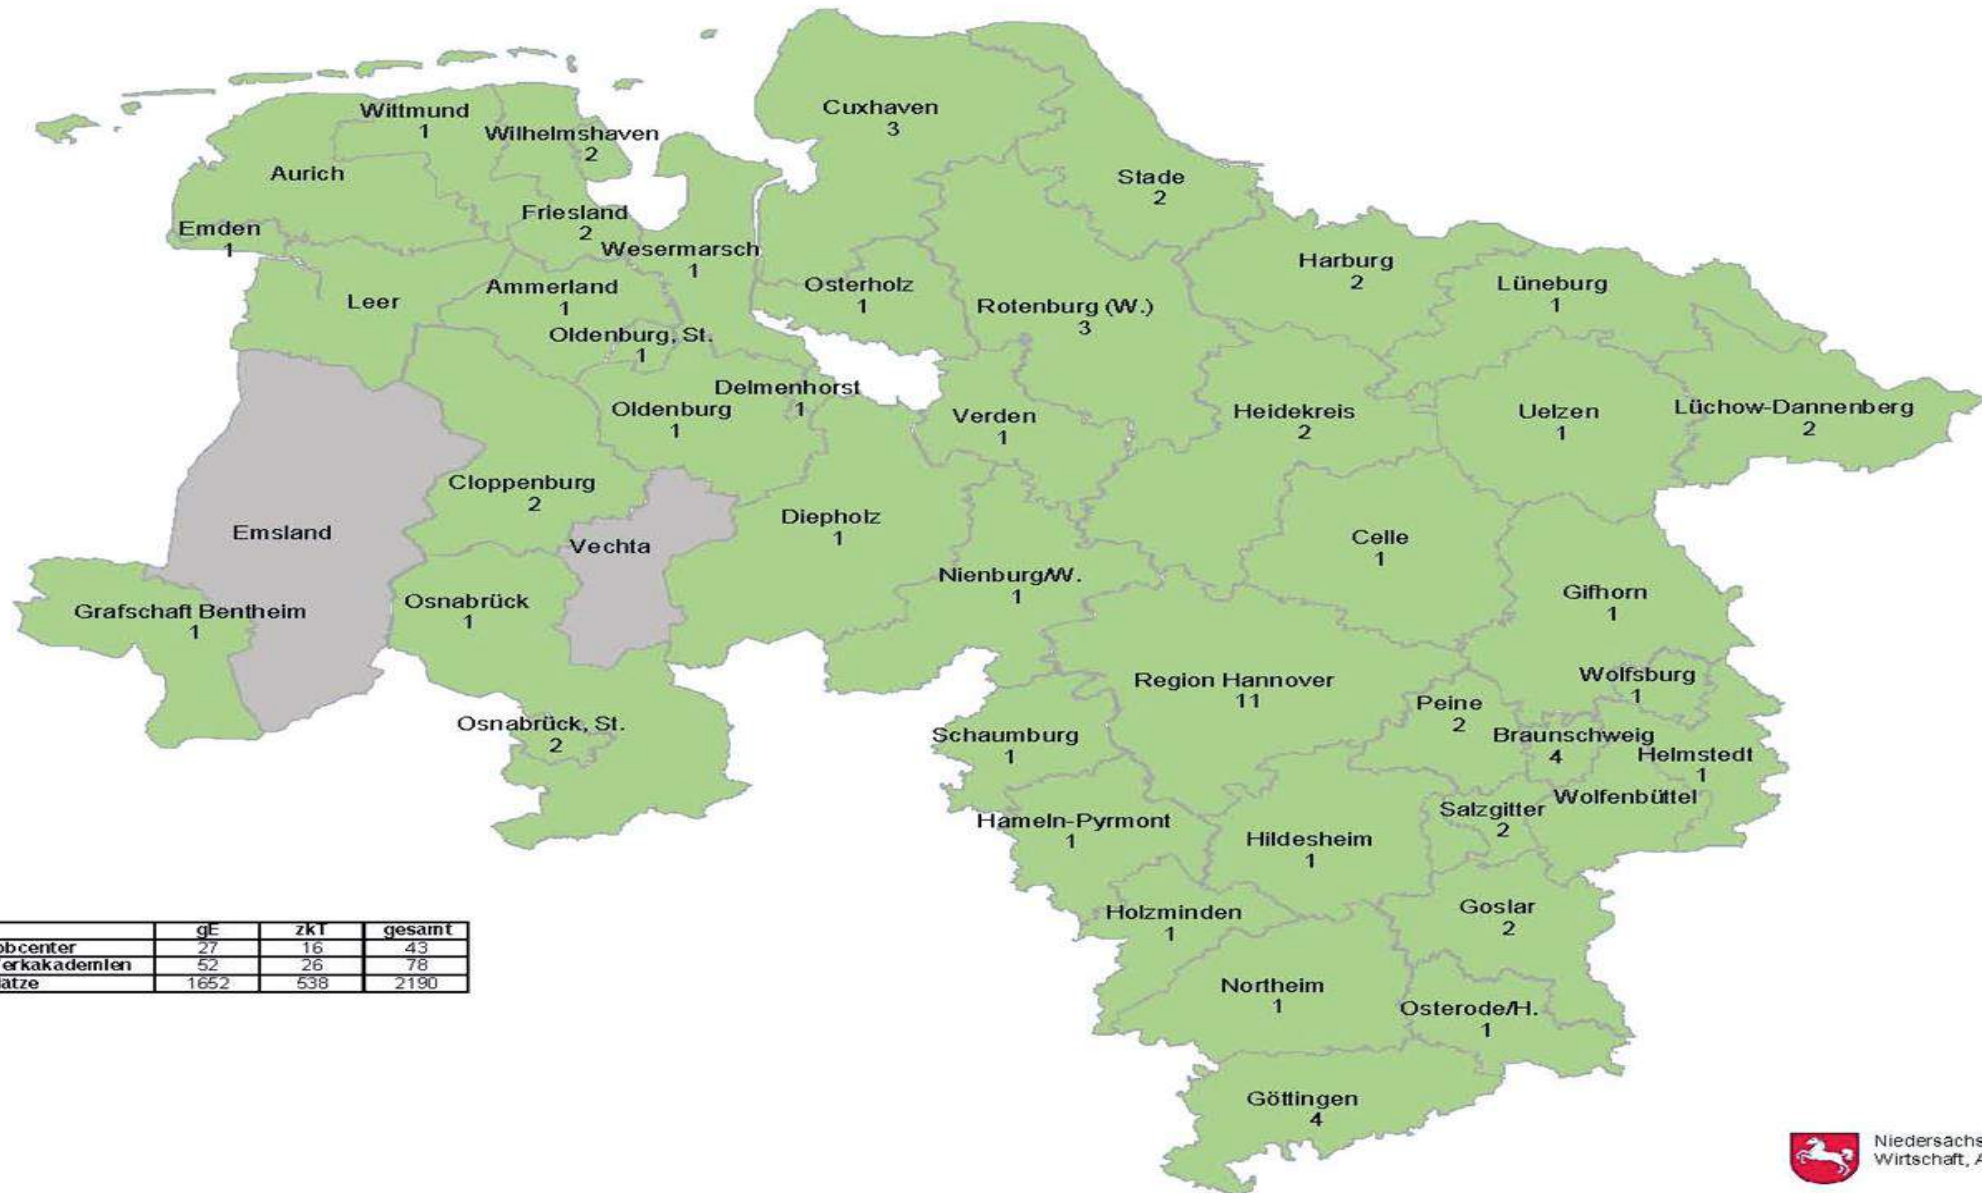 Cuxhaven
3
Wittmund
1
Wilhelmshaven
2
Aurich
Stade
2
Friesland
2
Emden
1
Wesermarsch
1
Harburg
2
Ammerland
1
Osterholz
1
Lüneburg
1
Leer
Rotenburg (W.)
3
Oldenburg, St.
1
Delmenhorst
1
Oldenburg
1
Verden
1
Heidekreis
2
Uelzen
1
Lüchow-Dannenberg
2
Cloppenburg
2
Diepholz
1
Emsland
Vechta
Celle
1
Nienburg/W.
1
Gifhorn
1
Grafschaft Bentheim
1
Osnabrück
1
Region Hannover
11
Wolfsburg
1
Peine
2
Osnabrück, St.
2
Schaumburg
1
Braunschweig
4
Helmstedt
1
Wolfenbüttel
Salzgitter
2
Hameln-Pyrmont
1
Hildesheim
1
Holzminden
1
Goslar
2
Northeim
1
Osterode/H.
1
Göttingen
4
gE zkT gesamt
obcenter 27 16 43
erkakademien 52 26 78
ätze 1652 538 2190
Niedersächs
Wirtschaft, A